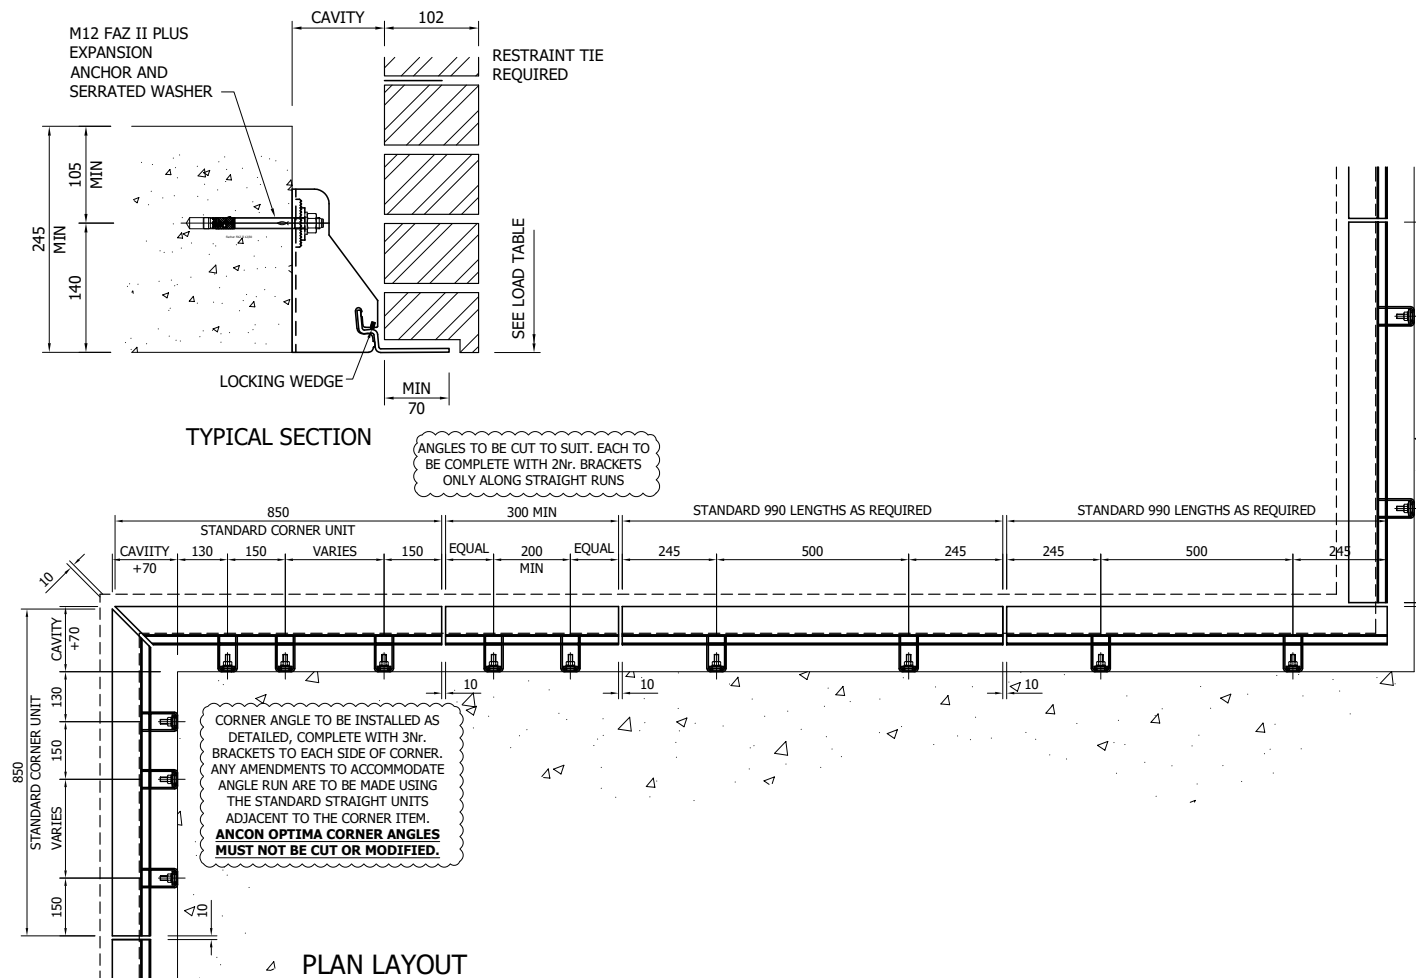 CAVITY
102
M12 FAZ II PLUS
EXPANSION
ANCHOR AND
SERRATED WASHER
RESTRAINT TIE
REQUIRED
245
MIN
105
MIN
140
SEE LOAD TABLE
LOCKING WEDGE
MIN
70
TYPICAL SECTION
ANGLES TO BE CUT TO SUIT. EACH TO
BE COMPLETE WITH 2Nr. BRACKETS
ONLY ALONG STRAIGHT RUNS
850
STANDARD CORNER UNIT
300 MIN
STANDARD 990 LENGTHS AS REQUIRED
STANDARD 990 LENGTHS AS REQUIRED
CAVIITY
+70
130
150
VARIES
150
EQUAL
200
MIN
EQUAL
245
500
245
245
500
245
10
CAVITY
+70
130
150
VARIES
150
850
STANDARD CORNER UNIT
10
10
10
10
CORNER ANGLE TO BE INSTALLED AS
DETAILED, COMPLETE WITH 3Nr.
BRACKETS TO EACH SIDE OF CORNER.
ANY AMENDMENTS TO ACCOMMODATE
ANGLE RUN ARE TO BE MADE USING
THE STANDARD STRAIGHT UNITS
ADJACENT TO THE CORNER ITEM.
ANCON OPTIMA CORNER ANGLES
MUST NOT BE CUT OR MODIFIED.
PLAN LAYOUT